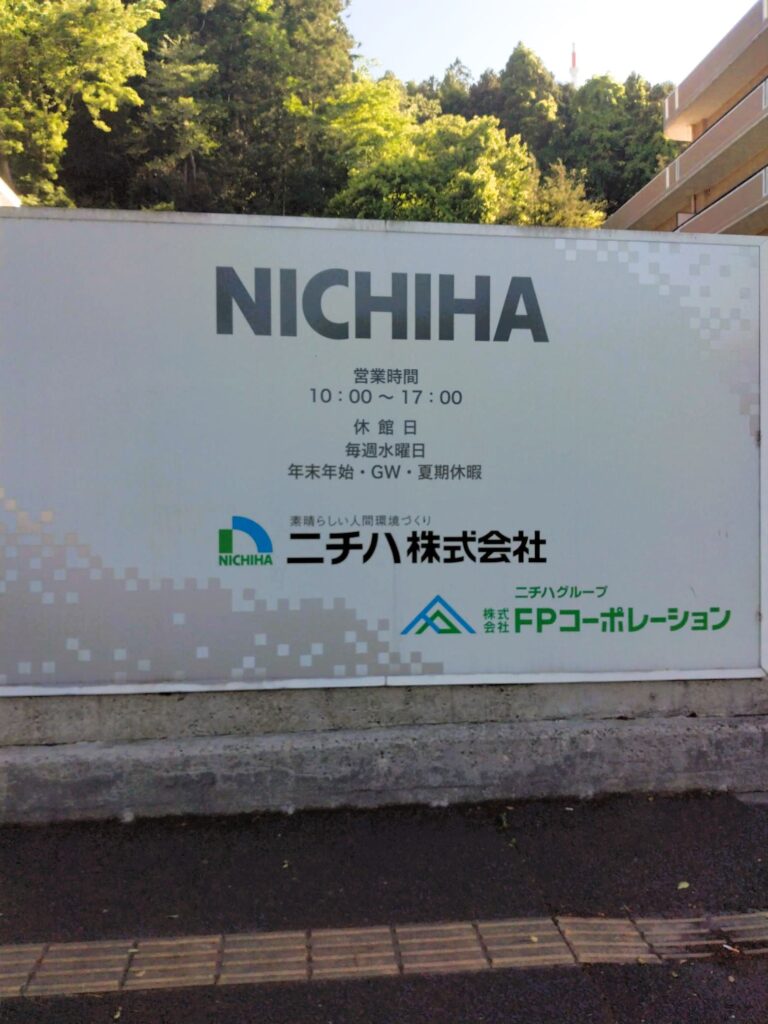 NICHIHA
営業時間
10：00 ～ 17：00
休 館 日
毎週水曜日
年末年始・GW・夏期休暇
素晴らしい人間環境づくり
NICHIHA
ニチハ株式会社
ニチハグループ
株式会社 FPコーポレーション